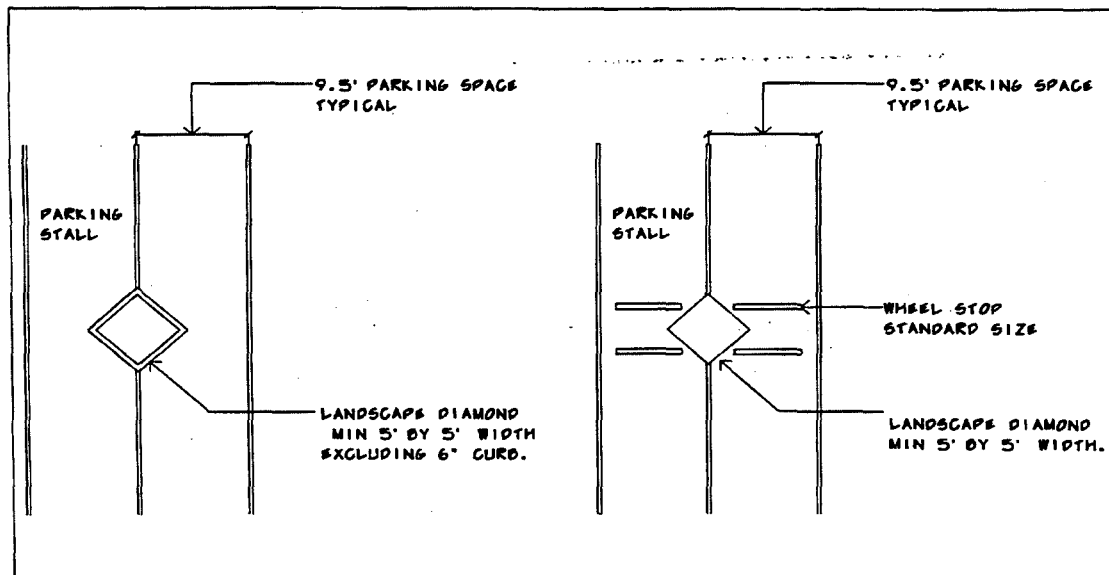 9.5' PARKING SPACE
TYPICAL
PARKING
STALL
LANDSCAPE DIAMOND
MIN 5' BY 5' WIDTH
EXCLUDING 6" CURB.
9.5' PARKING SPACE
TYPICAL
PARKING
STALL
WHEEL STOP
STANDARD SIZE
LANDSCAPE DIAMOND
MIN 5' BY 5' WIDTH.